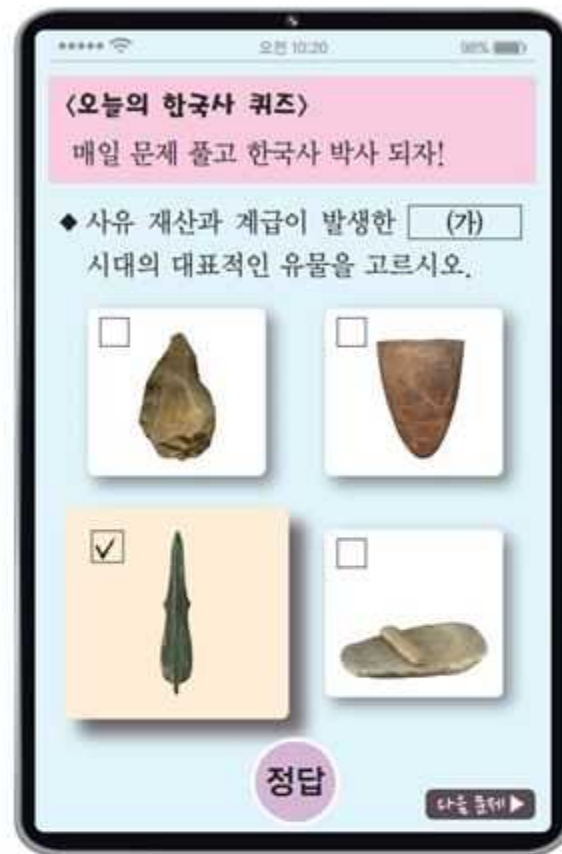 오전 10:20
98%
<오늘의 한국사 퀴즈>
매일 문제 풀고 한국사 박사 되자!
◆ 사유 재산과 계급이 발생한 (가)
시대의 대표적인 유물을 고르시오.
정답
다음 문제▶